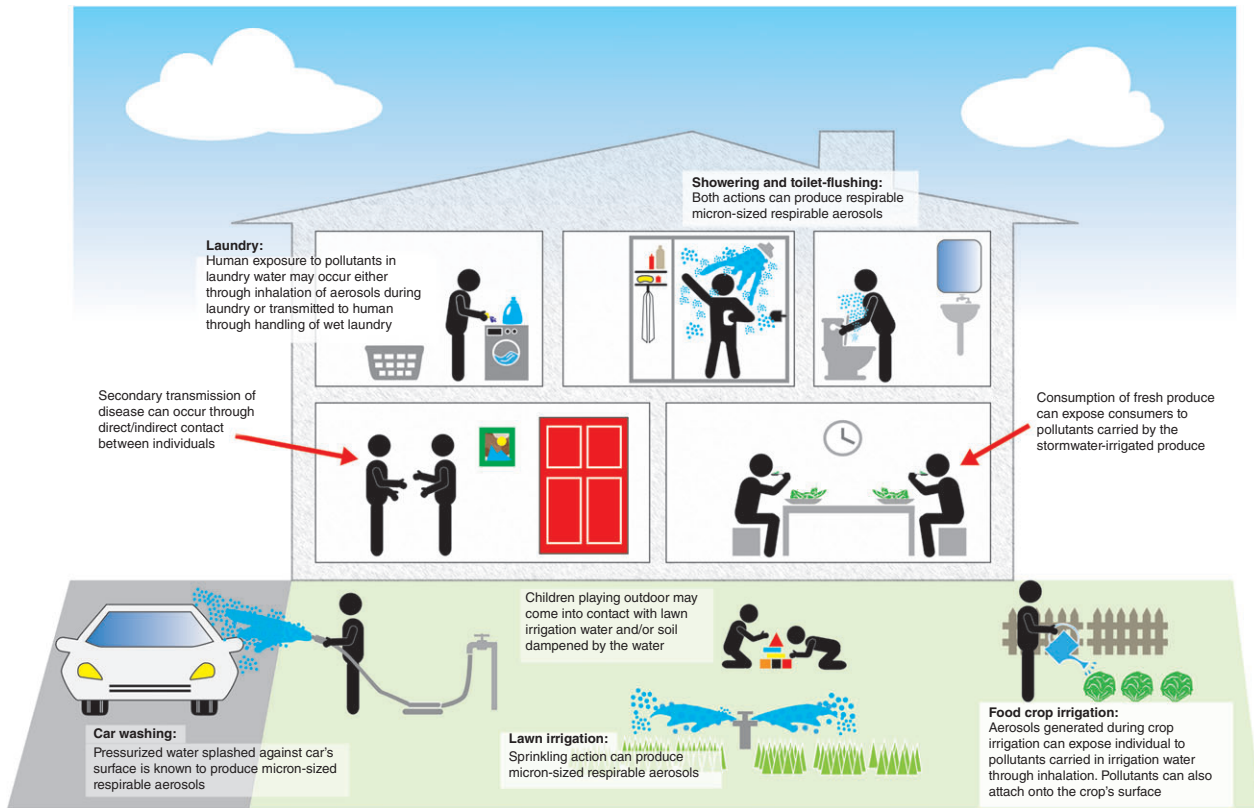 Showering and toilet-flushing:
Both actions can produce respirable
micron-sized respirable aerosols
Laundry:
Human exposure to pollutants in
laundry water may occur either
through inhalation of aerosols during
laundry or transmitted to human
through handling of wet laundry
Secondary transmission of
disease can occur through
direct/indirect contact
between individuals
Consumption of fresh produce
can expose consumers to
pollutants carried by the
stormwater-irrigated produce
Children playing outdoor may
come into contact with lawn
irrigation water and/or soil
dampened by the water
Car washing:
Pressurized water splashed against car's
surface is known to produce micron-sized
respirable aerosols
Lawn irrigation:
Sprinkling action can produce
micron-sized respirable aerosols
Food crop irrigation:
Aerosols generated during crop
irrigation can expose individual to
pollutants carried in irrigation water
through inhalation. Pollutants can also
attach onto the crop's surface